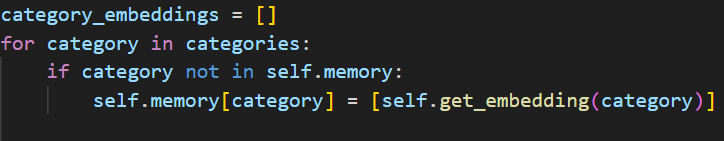 category_embeddings = []
for category in categories:
    if category not in self.memory:
        self.memory[category] = [self.get_embedding(category)]